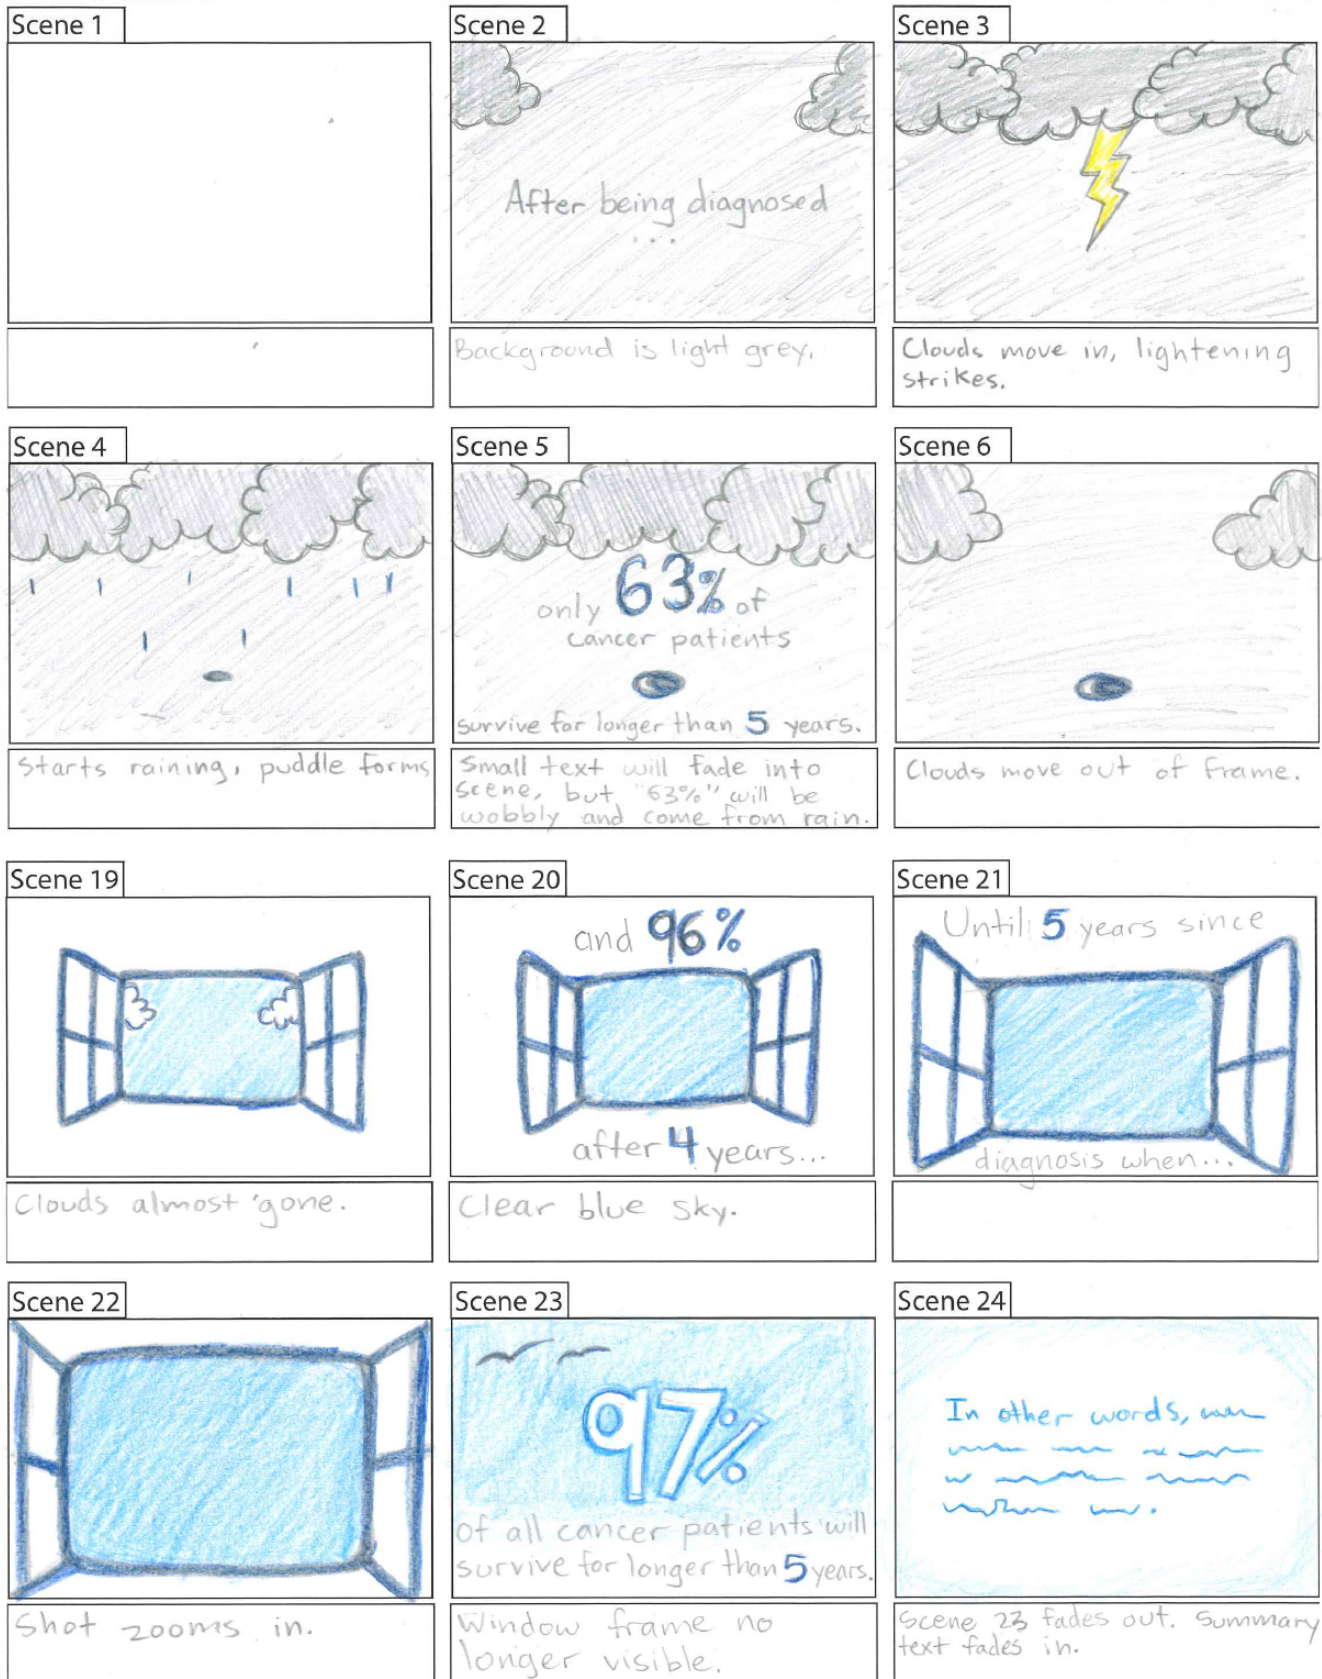 Scene 1
Scene 2
After being diagnosed
...
Background is light grey.
Scene 3
Clouds move in, lightening
strikes.
Scene 4
Starts raining, puddle forms
Scene 5
only 63% of
cancer patients
survive for longer than 5 years.
Small text will fade into
scene, but "63%" will be
wobbly and come from rain.
Scene 6
Clouds move out of frame.
Scene 19
Clouds almost gone.
Scene 20
and 96%
after 4 years...
Clear blue sky.
Scene 21
Until 5 years since
diagnosis when...
Scene 22
Shot zooms in.
Scene 23
97%
of all cancer patients will
survive for longer than 5 years.
Window frame no
longer visible.
Scene 24
In other words,
Scene 23 fades out. Summary
text fades in.